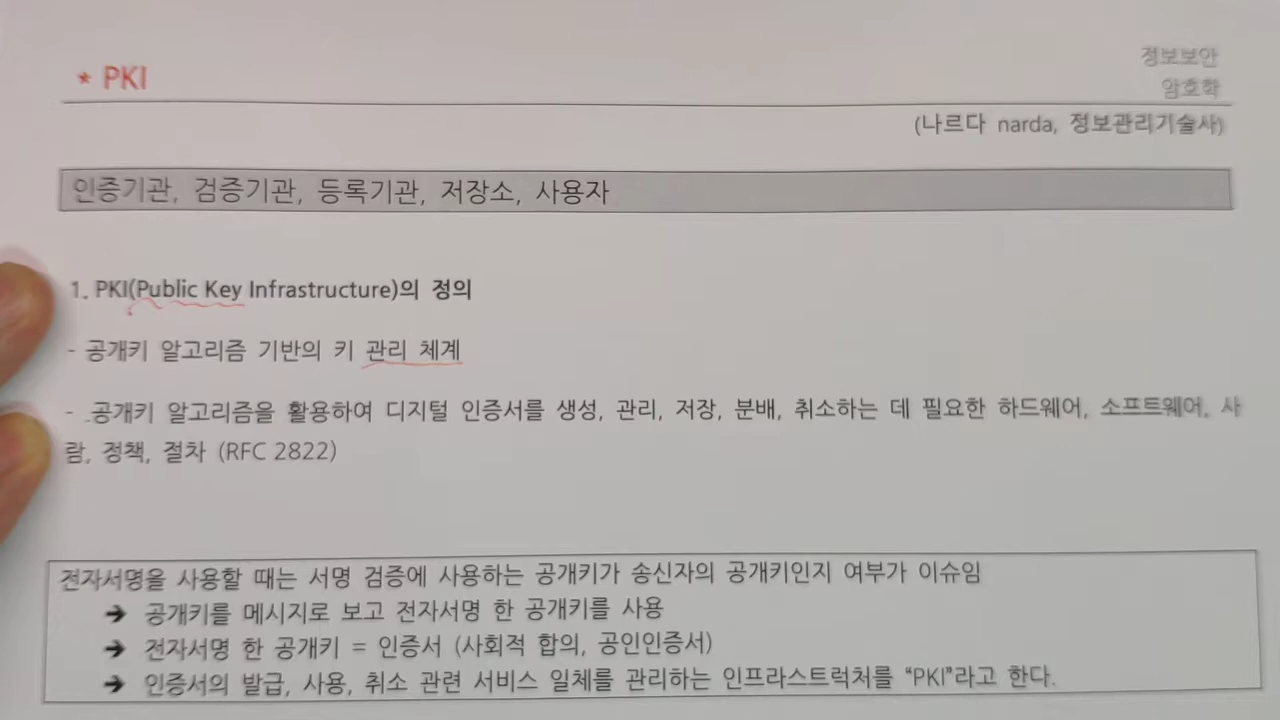 * PKI
정보보안
암호학
(나르다 narda, 정보관리기술사)
인증기관, 검증기관, 등록기관, 저장소, 사용자
1. PKI(Public Key Infrastructure)의 정의
- 공개키 알고리즘 기반의 키 관리 체계
- 공개키 알고리즘을 활용하여 디지털 인증서를 생성, 관리, 저장, 분배, 취소하는 데 필요한 하드웨어, 소프트웨어, 사
람, 정책, 절차 (RFC 2822)
전자서명을 사용할 때는 서명 검증에 사용하는 공개키가 송신자의 공개키인지 여부가 이슈임
➔ 공개키를 메시지로 보고 전자서명 한 공개키를 사용
➔ 전자서명 한 공개키 = 인증서 (사회적 합의, 공인인증서)
➔ 인증서의 발급, 사용, 취소 관련 서비스 일체를 관리하는 인프라스트럭처를 “PKI”라고 한다.